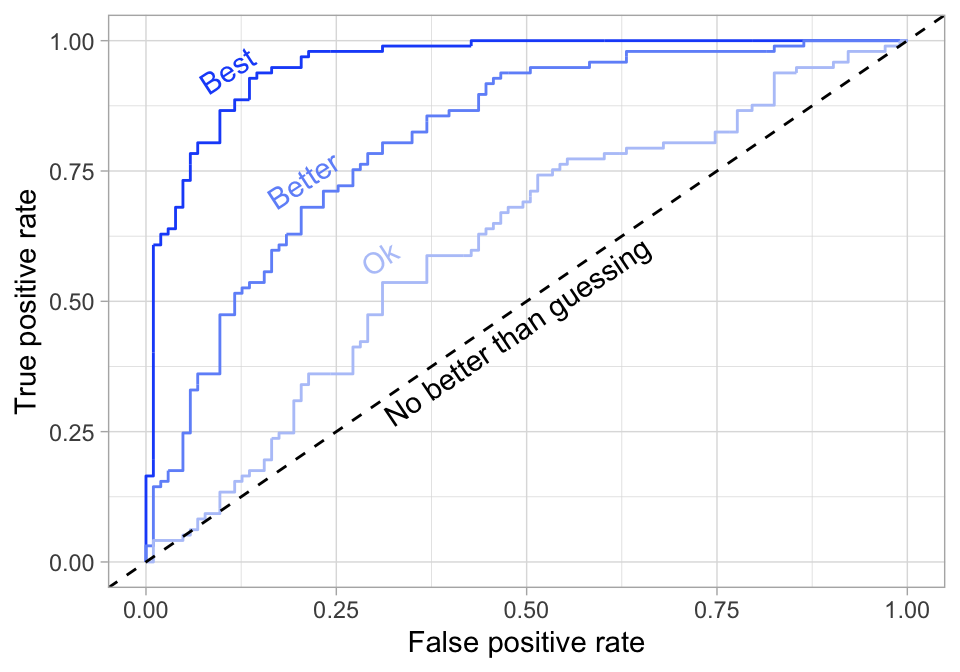 1.00
0.75
0.50
0.25
0.00
True positive rate
Best
Better
Ok
No better than guessing
0.00 0.25 0.50 0.75 1.00
False positive rate